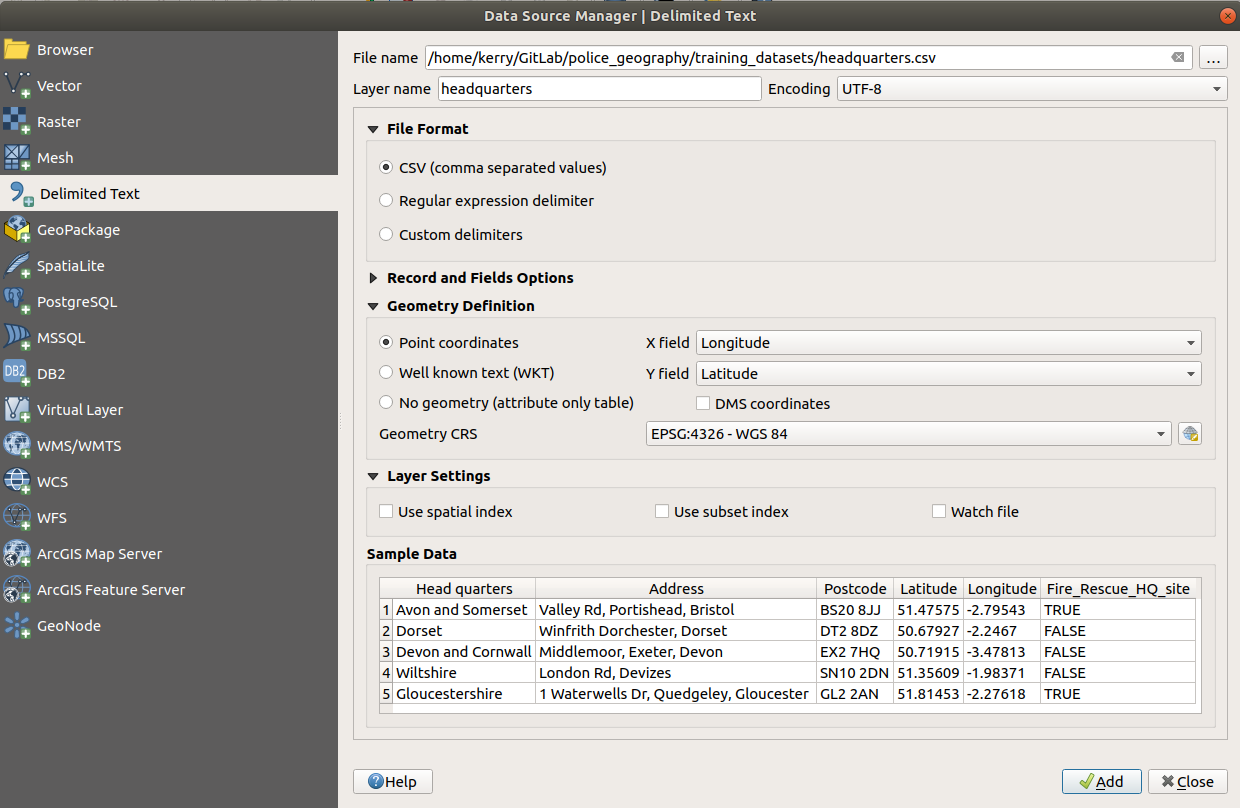 Data Source Manager | Delimited Text
Browser
Vector
Raster
Mesh
Delimited Text
GeoPackage
SpatiaLite
PostgreSQL
MSSQL
DB2
DB2
Virtual Layer
WMS/WMTS
WCS
WFS
ArcGIS Map Server
ArcGIS Feature Server
GeoNode
File name /home/kerry/GitLab/police_geography/training_datasets/headquarters.csv ...
Layer name headquarters Encoding UTF-8
File Format
CSV (comma separated values)
Regular expression delimiter
Custom delimiters
Record and Fields Options
Geometry Definition
Point coordinates X field Longitude
Well known text (WKT) Y field Latitude
No geometry (attribute only table) DMS coordinates
Geometry CRS EPSG:4326 - WGS 84
Layer Settings
Use spatial index Use subset index Watch file
Sample Data
Head quarters Address Postcode Latitude Longitude Fire_Rescue_HQ_site
1 Avon and Somerset Valley Rd, Portishead, Bristol BS20 8JJ 51.47575 -2.79543 TRUE
2 Dorset Winfrith Dorchester, Dorset DT2 8DZ 50.67927 -2.2467 FALSE
3 Devon and Cornwall Middlemoor, Exeter, Devon EX2 7HQ 50.71915 -3.47813 FALSE
4 Wiltshire London Rd, Devizes SN10 2DN 51.35609 -1.98371 FALSE
5 Gloucestershire 1 Waterwells Dr, Quedgeley, Gloucester GL2 2AN 51.81453 -2.27618 TRUE
Help Add Close